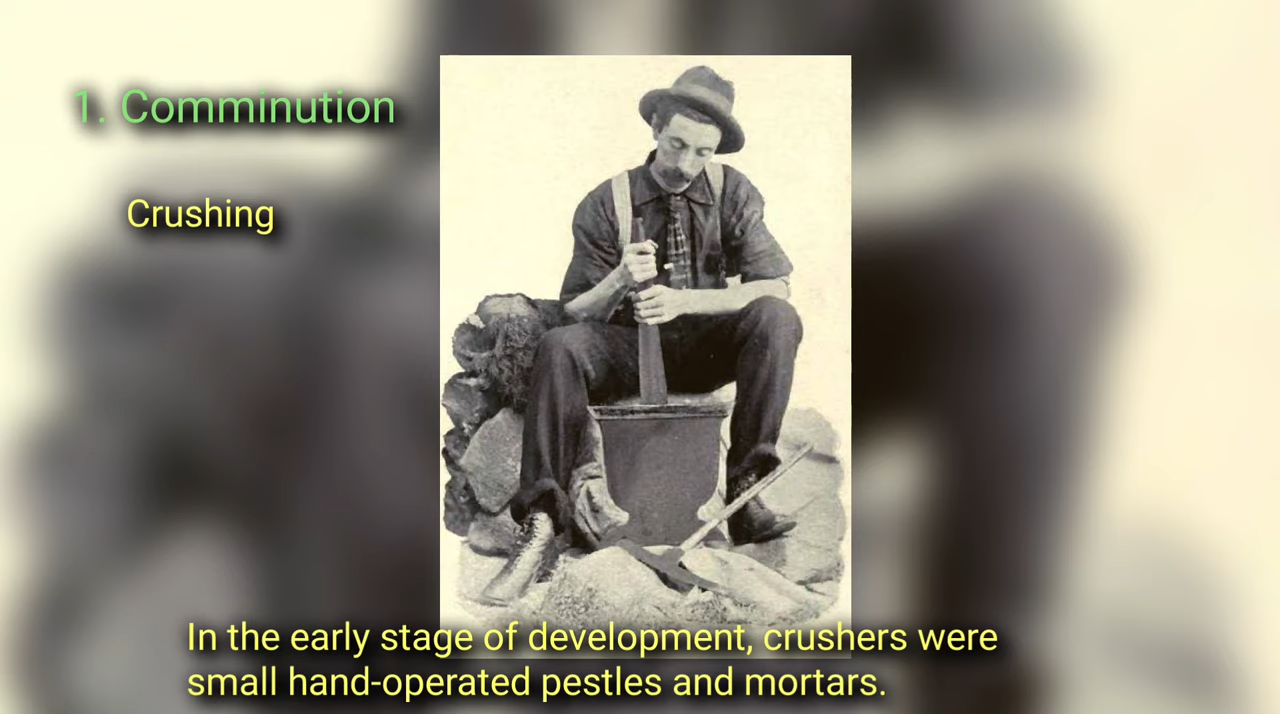 1. Comminution
Crushing
In the early stage of development, crushers were
small hand-operated pestles and mortars.